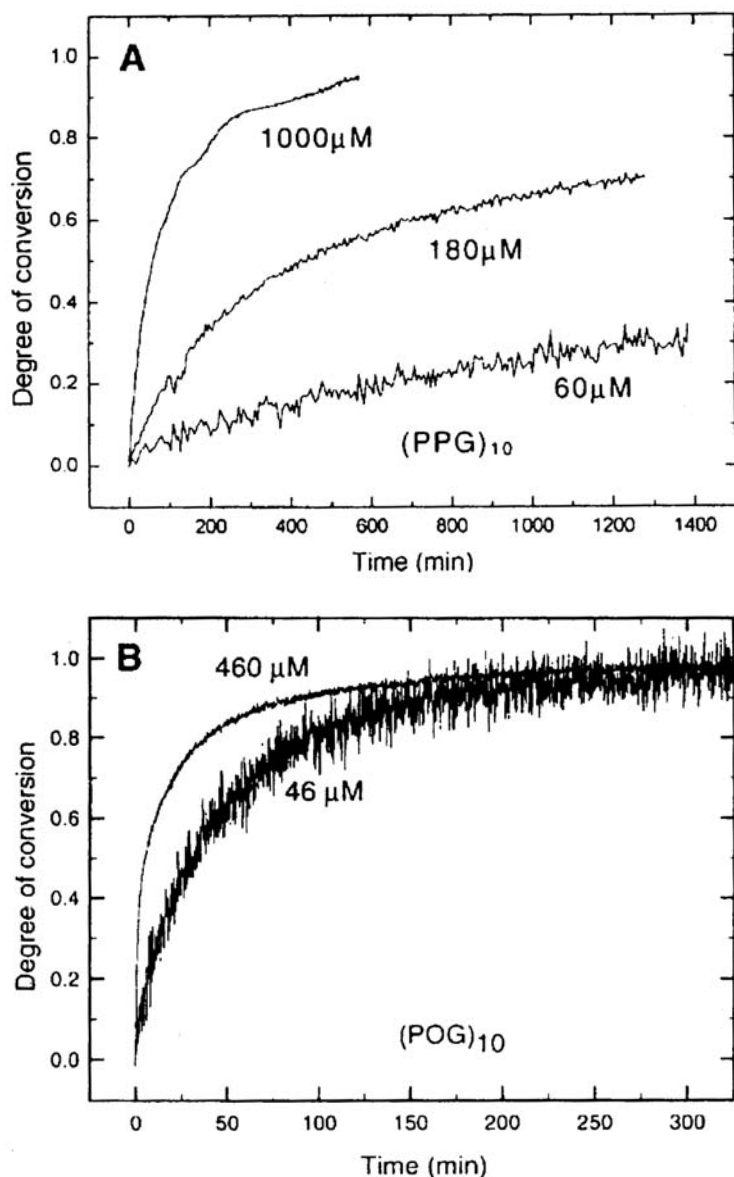 A
1.0
0.8
0.6
0.4
0.2
0.0
Degree of conversion
1000μM
180μM
60μM
(PPG)₁₀
0 200 400 600 800 1000 1200 1400
Time (min)
B
1.0
0.8
0.6
0.4
0.2
0.0
Degree of conversion
460 μM
46 μM
(POG)₁₀
0 50 100 150 200 250 300
Time (min)